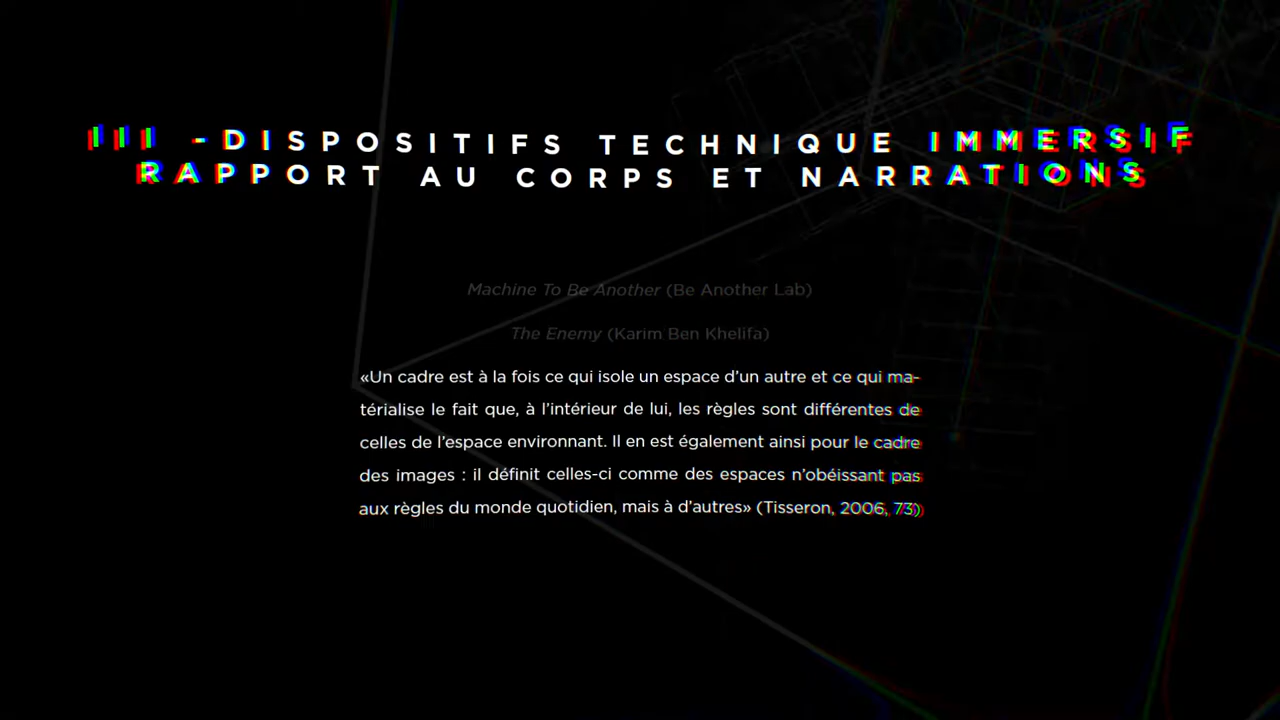 III -DISPOSITIFS TECHNIQUE IMMERSIF
RAPPORT AU CORPS ET NARRATIONS
Machine To Be Another (Be Another Lab)
The Enemy (Karim Ben Khelifa)
«Un cadre est à la fois ce qui isole un espace d'un autre et ce qui ma-
térialise le fait que, à l'intérieur de lui, les règles sont différentes de
celles de l'espace environnant. Il en est également ainsi pour le cadre
des images : il définit celles-ci comme des espaces n'obéissant pas
aux règles du monde quotidien, mais à d'autres» (Tisseron, 2006, 73)